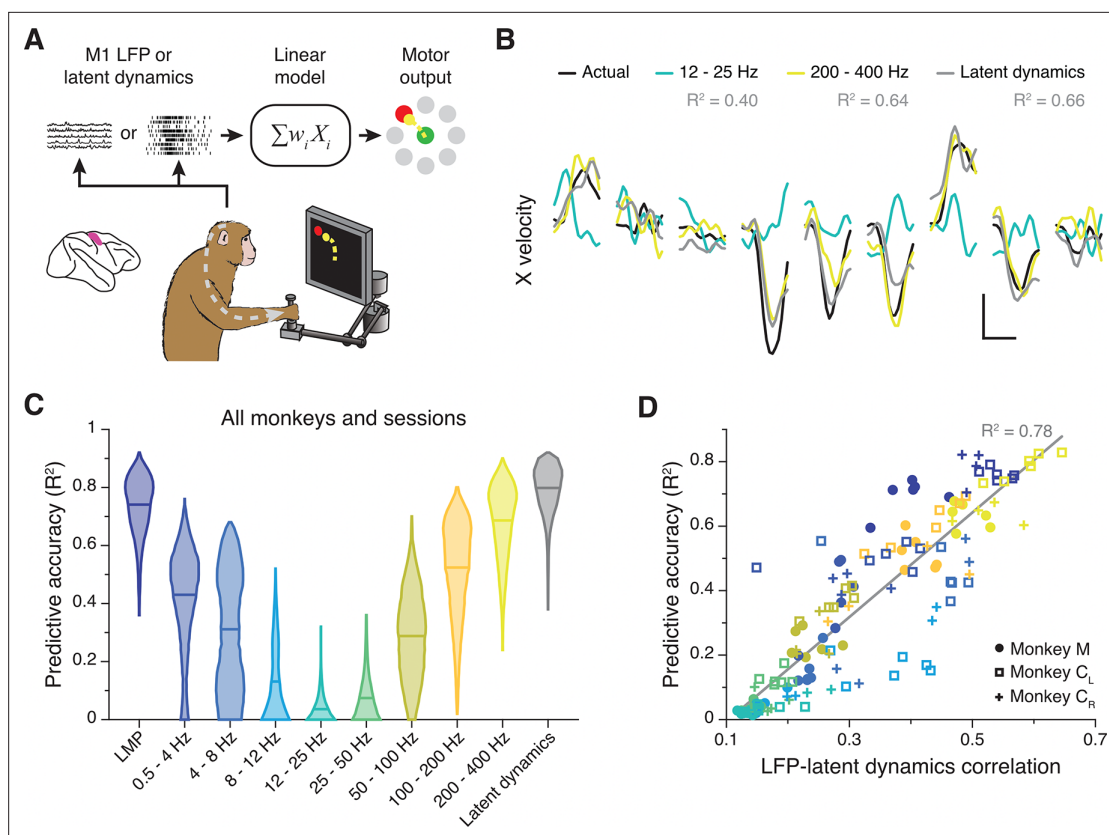 A
M1 LFP or
latent dynamics
Linear
model
Motor
output
or
∑wᵢXᵢ
B
Actual
12 - 25 Hz
200 - 400 Hz
Latent dynamics
R² = 0.40
R² = 0.64
R² = 0.66
X velocity
C
All monkeys and sessions
Predictive accuracy (R²)
1
0.8
0.6
0.4
0.2
0
LMP
0.5 - 4 Hz
4 - 8 Hz
8 - 12 Hz
12 - 25 Hz
25 - 50 Hz
50 - 100 Hz
100 - 200 Hz
200 - 400 Hz
Latent dynamics
D
R² = 0.78
Predictive accuracy (R²)
0.8
0.6
0.4
0.2
0
0.1
0.3
0.5
0.7
LFP-latent dynamics correlation
Monkey M
Monkey C_L
Monkey C_R